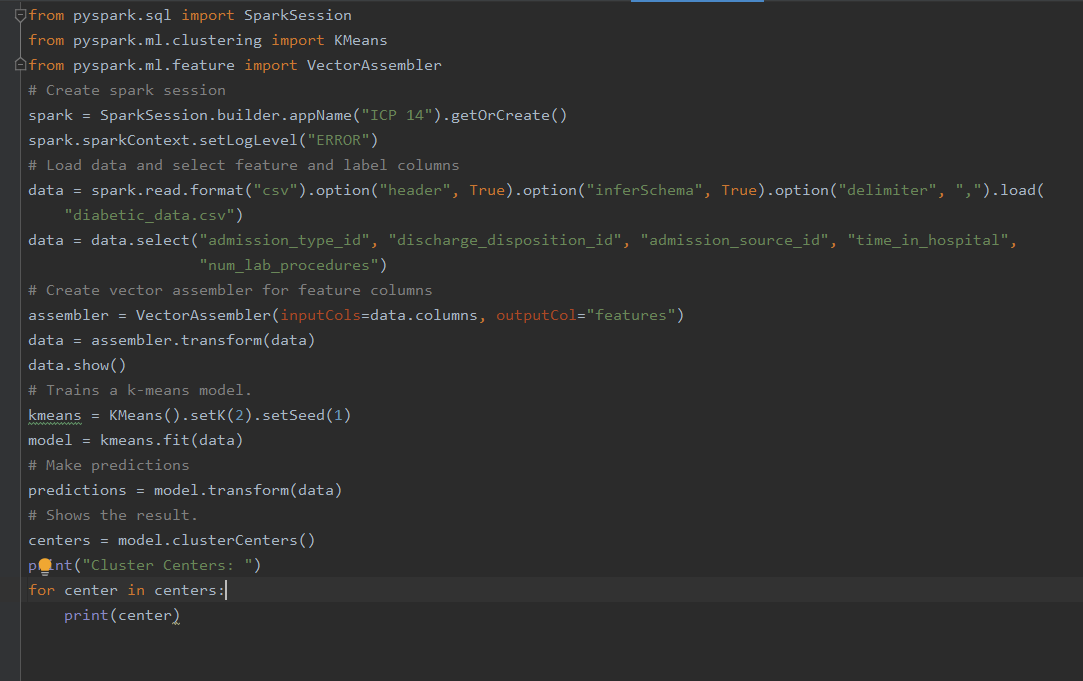 from pyspark.sql import SparkSession
from pyspark.ml.clustering import KMeans
from pyspark.ml.feature import VectorAssembler
# Create spark session
spark = SparkSession.builder.appName("ICP 14").getOrCreate()
spark.sparkContext.setLogLevel("ERROR")
# Load data and select feature and label columns
data = spark.read.format("csv").option("header", True).option("inferSchema", True).option("delimiter", ",").load(
    "diabetic_data.csv")
data = data.select("admission_type_id", "discharge_disposition_id", "admission_source_id", "time_in_hospital",
                   "num_lab_procedures")
# Create vector assembler for feature columns
assembler = VectorAssembler(inputCols=data.columns, outputCol="features")
data = assembler.transform(data)
data.show()
# Trains a k-means model.
kmeans = KMeans().setK(2).setSeed(1)
model = kmeans.fit(data)
# Make predictions
predictions = model.transform(data)
# Shows the result.
centers = model.clusterCenters()
print("Cluster Centers: ")
for center in centers:
    print(center)